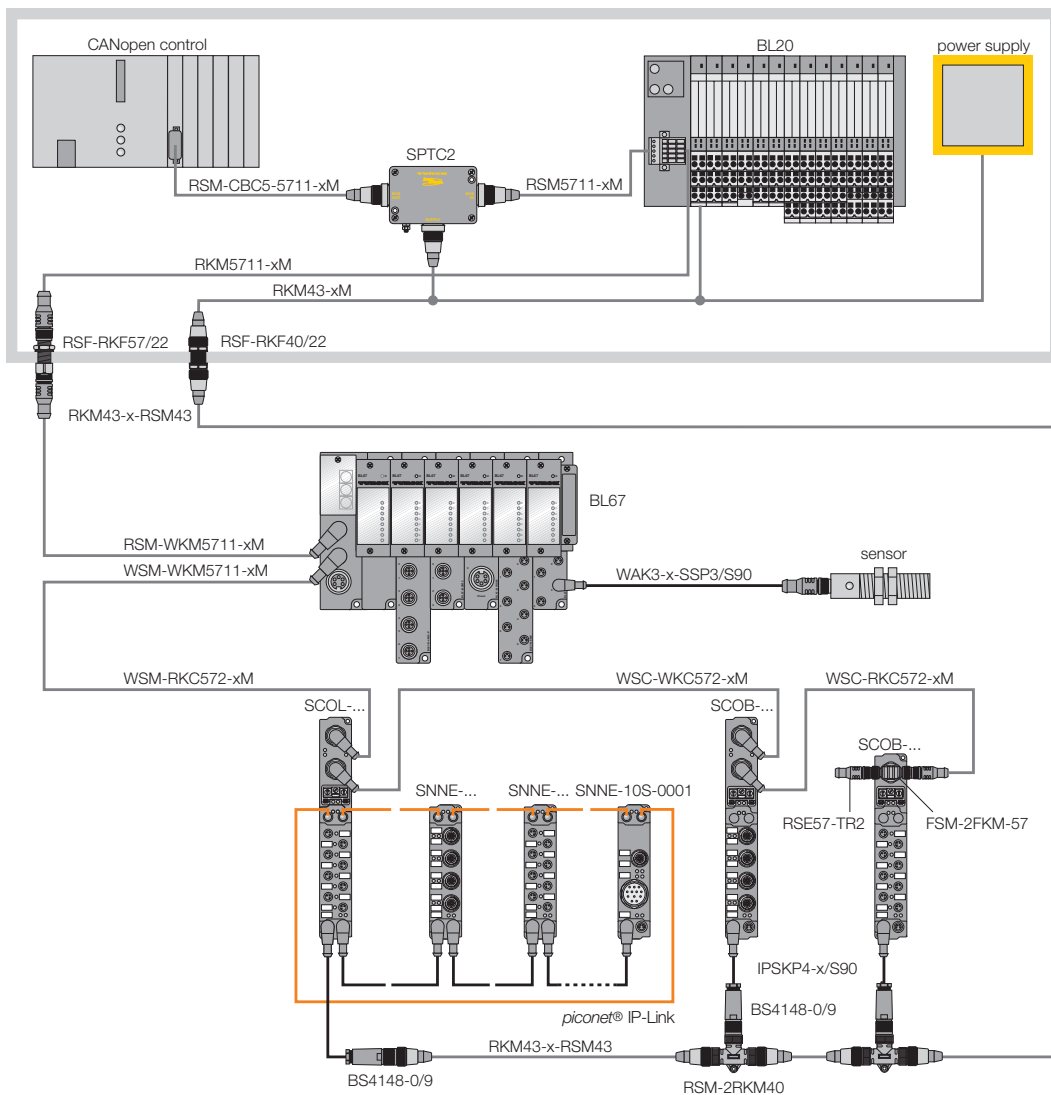 CANopen control
BL20
power supply
SPTC2
RSM-CBC5-5711-xM
RSM5711-xM
RKM5711-xM
RKM43-xM
RSF-RKF57/22
RSF-RKF40/22
RKM43-x-RSM43
BL67
RSM-WKM5711-xM
sensor
WSM-WKM5711-xM
WAK3-x-SSP3/S90
WSM-RKC572-xM
WSC-WKC572-xM
WSC-RKC572-xM
SCOL-...
SCOB-...
SCOB-...
SNNE-...
SNNE-...
SNNE-10S-0001
RSE57-TR2
FSM-2FKM-57
IPSKP4-x/S90
BS4148-0/9
piconet® IP-Link
RKM43-x-RSM43
BS4148-0/9
RSM-2RKM40